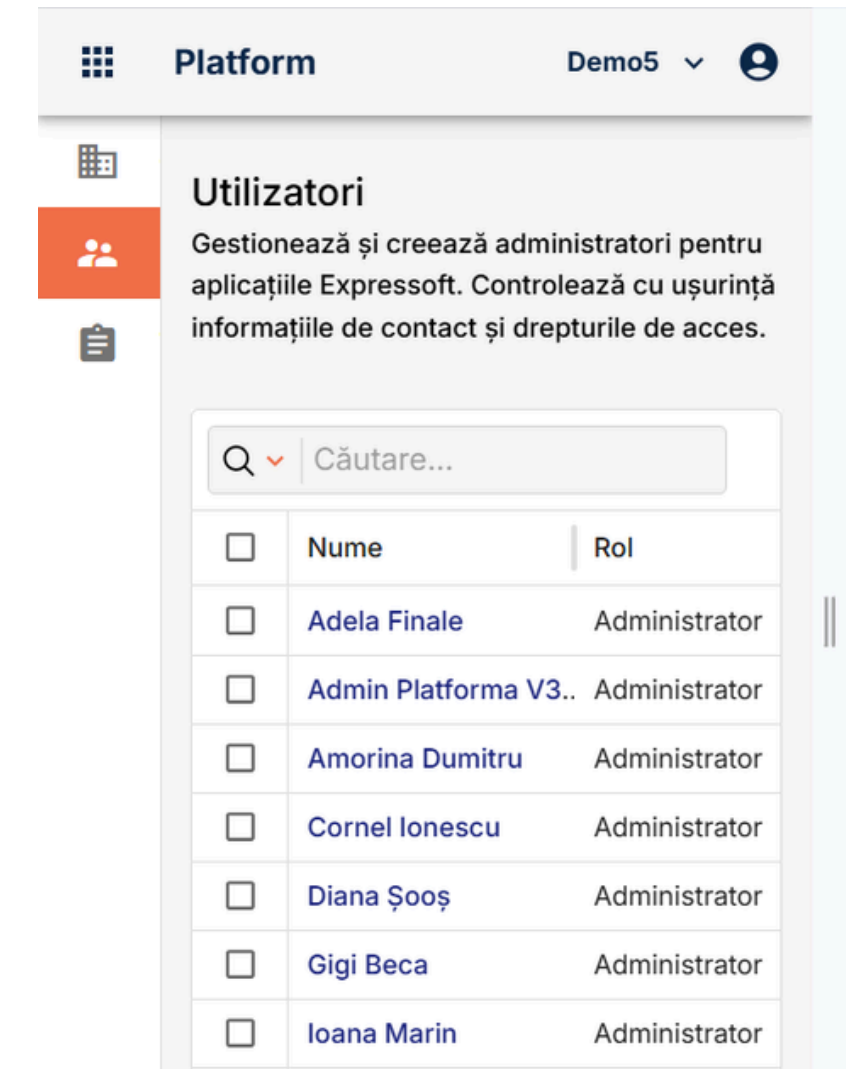 Platform
Demo5
Utilizatori
Gestionează și creează administratori pentru
aplicațiile Expressoft. Controlează cu ușurință
informațiile de contact și drepturile de acces.
Căutare...
Nume Rol
Adela Finale Administrator
Admin Platforma V3.. Administrator
Amorina Dumitru Administrator
Cornel Ionescu Administrator
Diana Șooș Administrator
Gigi Beca Administrator
Ioana Marin Administrator